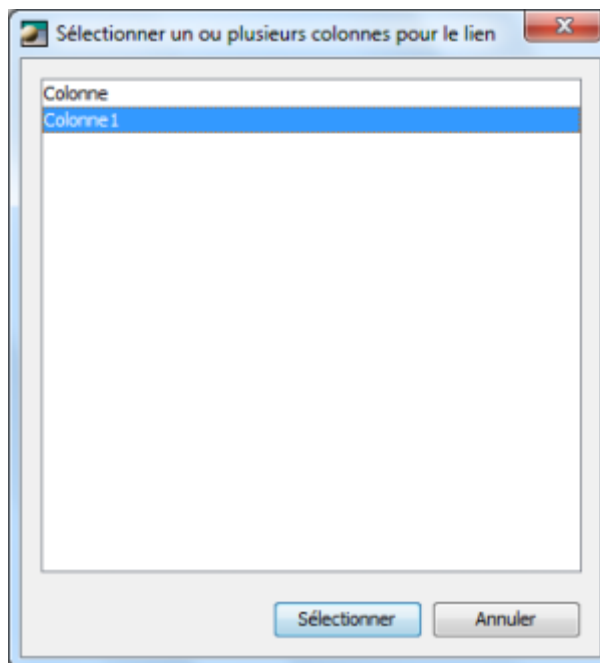 Sélectionner un ou plusieurs colonnes pour le lien
Colonne
Colonne1
Sélectionner
Annuler